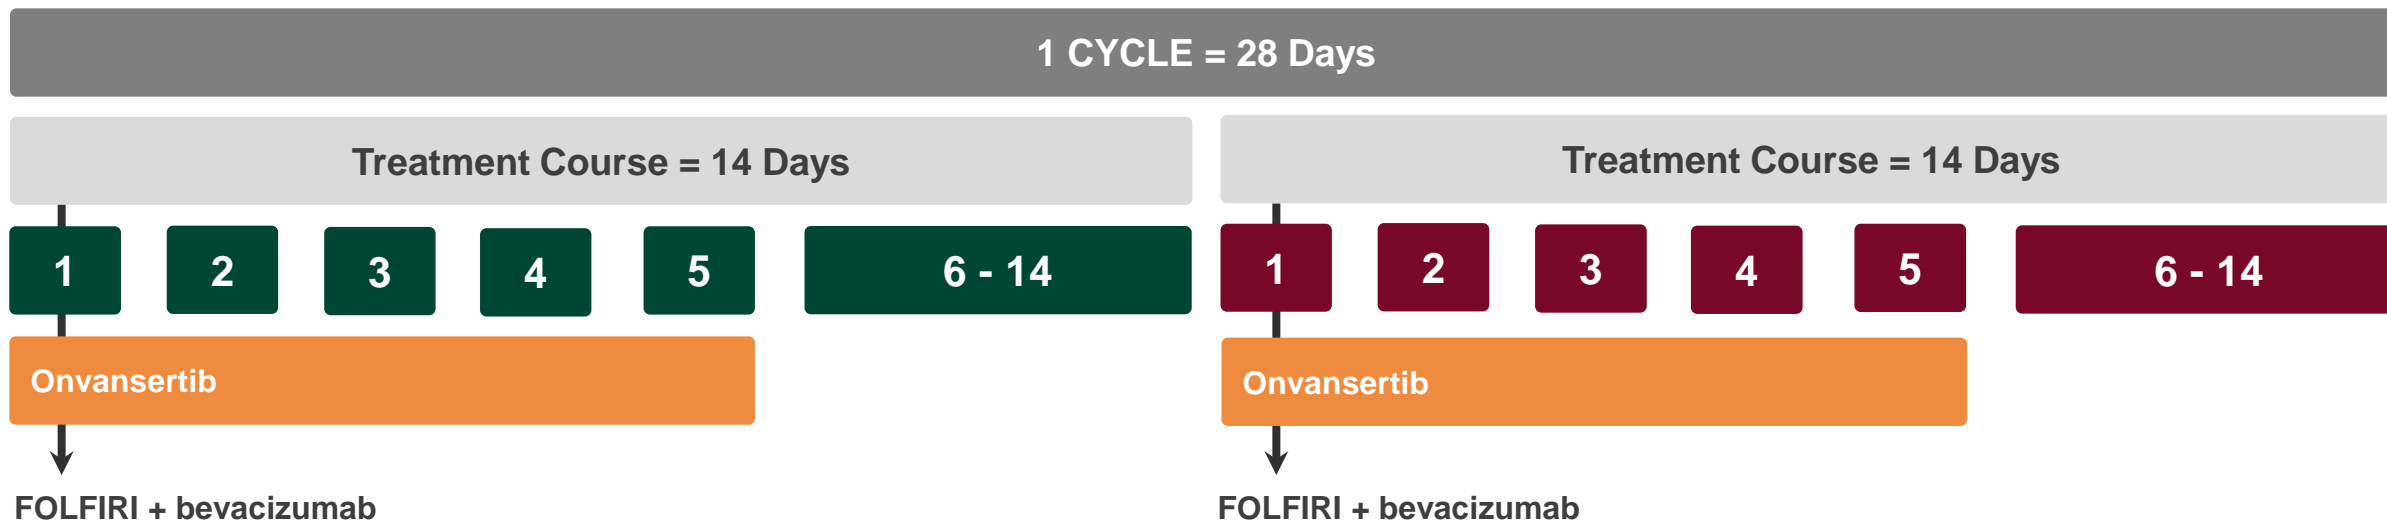 1 CYCLE = 28 Days
Treatment Course = 14 Days
Treatment Course = 14 Days
1 2 3 4 5 6 - 14
1 2 3 4 5 6 - 14
Onvansertib
Onvansertib
FOLFIRI + bevacizumab
FOLFIRI + bevacizumab